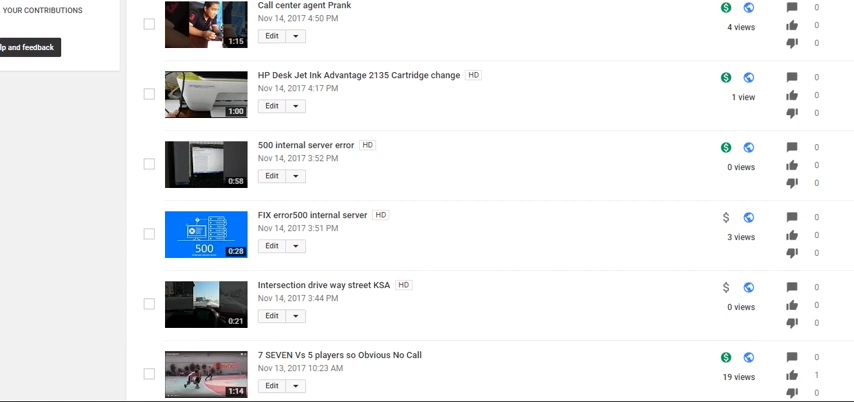 YOUR CONTRIBUTIONS
lp and feedback
Call center agent Prank
Nov 14, 2017 4:50 PM
Edit
1:15
4 views
0
0
0
HP Desk Jet Ink Advantage 2135 Cartridge change HD
Nov 14, 2017 4:17 PM
Edit
1:00
1 view
0
0
0
500 internal server error HD
Nov 14, 2017 3:52 PM
Edit
0:58
0 views
0
0
0
FIX error500 internal server HD
Nov 14, 2017 3:51 PM
Edit
500
0:28
$
3 views
0
0
0
Intersection drive way street KSA HD
Nov 14, 2017 3:44 PM
Edit
0:21
$
0 views
0
0
0
7 SEVEN Vs 5 players so Obvious No Call
Nov 13, 2017 10:23 AM
Edit
1:14
19 views
0
1
0